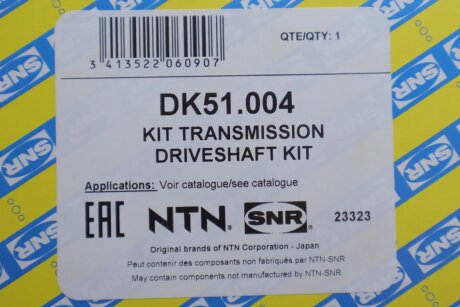 QTE/QTY: 1
3 413522 060907
DK51.004
KIT TRANSMISSION
DRIVESHAFT KIT
Applications: Voir catalogue/see catalogue
EAC NTN® SNR® 23323
Original brands of NTN Corporation - Japan
Peut contenir des composants non fabriqués par NTN-SNR
May contain components not manufactured by NTN-SNR
SNR
SNR
SNR
SNR
SNR